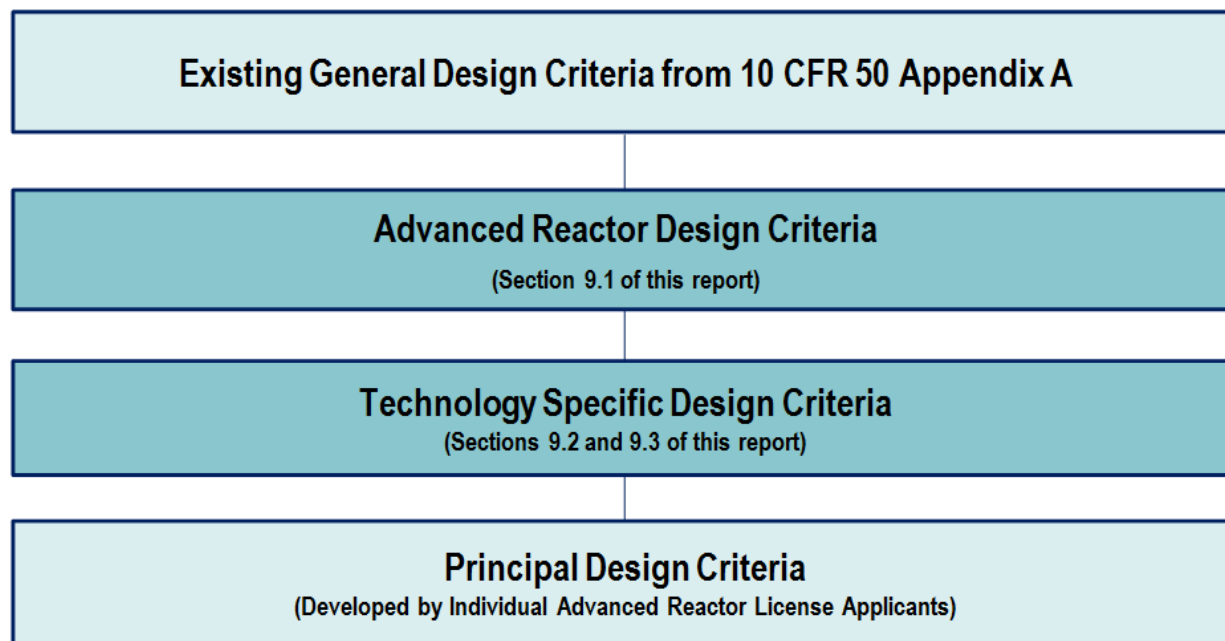 Existing General Design Criteria from 10 CFR 50 Appendix A
Advanced Reactor Design Criteria
(Section 9.1 of this report)
Technology Specific Design Criteria
(Sections 9.2 and 9.3 of this report)
Principal Design Criteria
(Developed by Individual Advanced Reactor License Applicants)